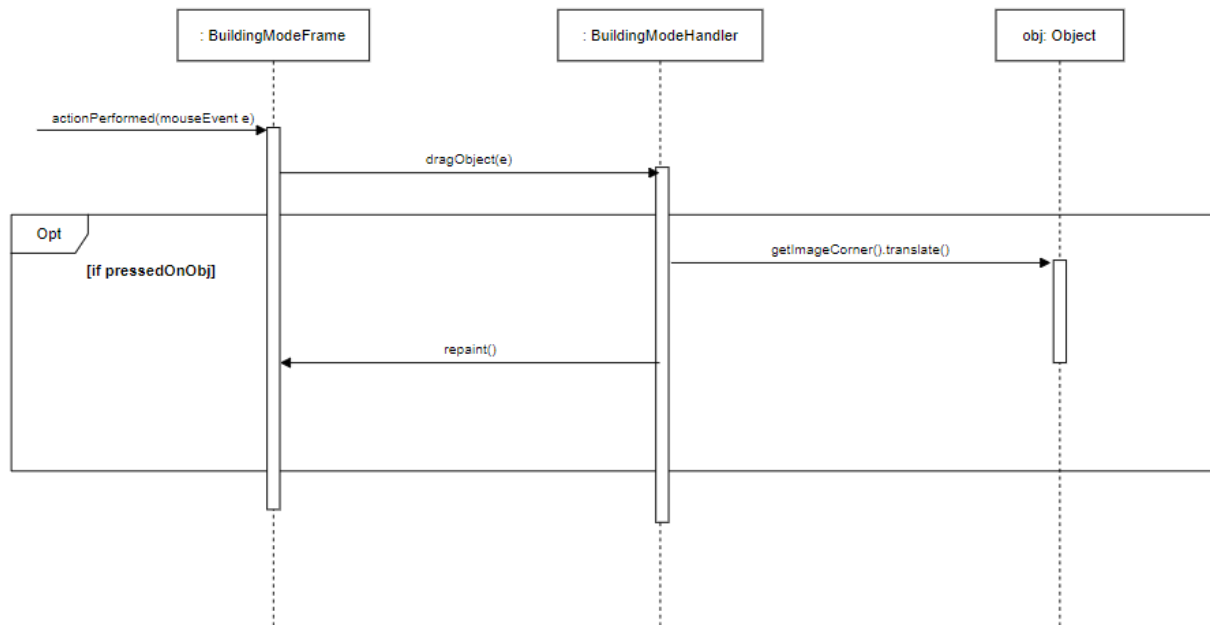 : BuildingModeFrame
: BuildingModeHandler
obj: Object
actionPerformed(mouseEvent e)
dragObject(e)
Opt
[if pressedOnObj]
getImageCorner().translate()
repaint()